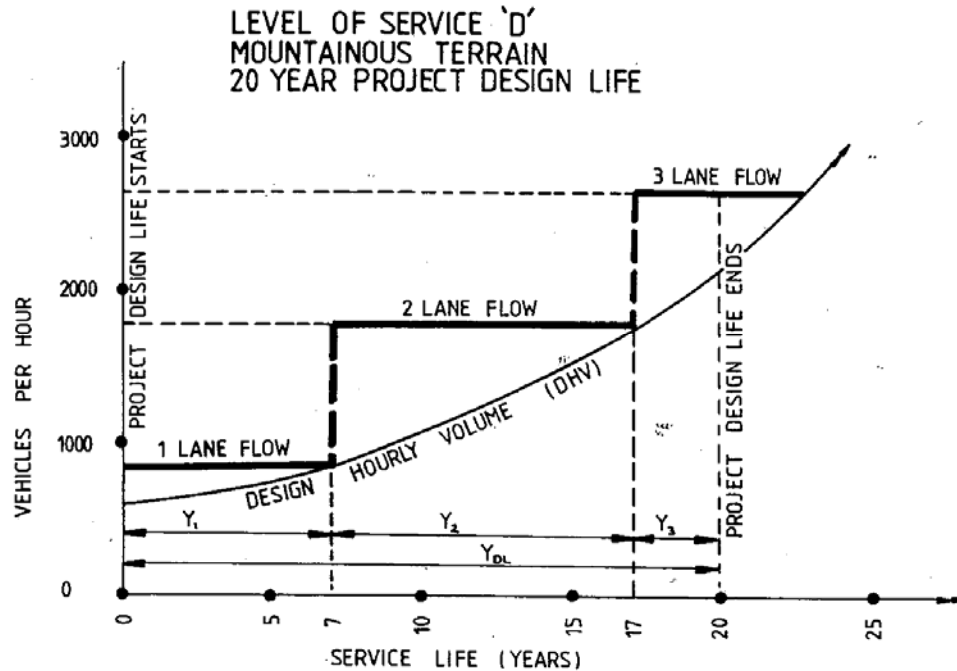 LEVEL OF SERVICE 'D'
MOUNTAINOUS TERRAIN
20 YEAR PROJECT DESIGN LIFE
VEHICLES PER HOUR
3000
2000
1000
0
PROJECT DESIGN LIFE STARTS
3 LANE FLOW
2 LANE FLOW
1 LANE FLOW
DESIGN HOURLY VOLUME (DHV)
PROJECT DESIGN LIFE ENDS
Y₁
Y₂
Y₃
Y_DL
0
5
7
10
15
17
20
25
SERVICE LIFE (YEARS)